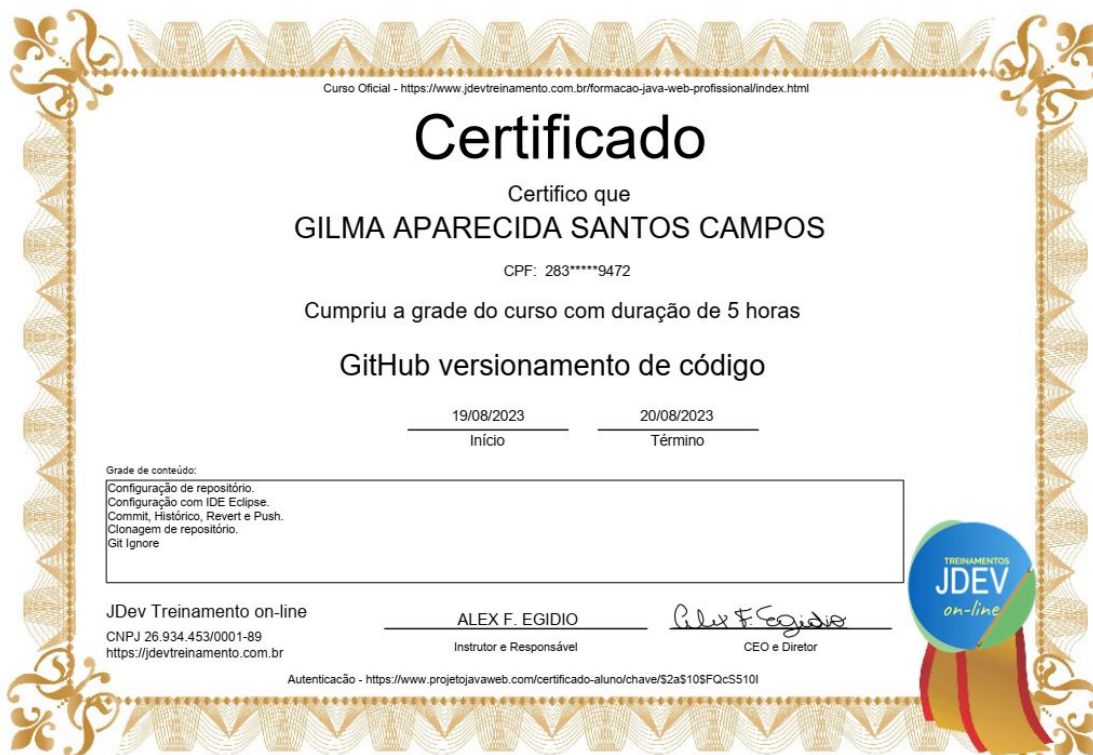 Curso Oficial - https://www.jdevtreinamento.com.br/formacao-java-web-profissional/index.html
Certificado
Certifico que
GILMA APARECIDA SANTOS CAMPOS
CPF: 283*****9472
Cumpriu a grade do curso com duração de 5 horas
GitHub versionamento de código
19/08/2023 20/08/2023
Início Término
Grade de conteúdo:
Configuração de repositório.
Configuração com IDE Eclipse.
Commit, Histórico, Revert e Push.
Clonagem de repositório.
Git Ignore
TREINAMENTOS
JDEV
on-line
JDev Treinamento on-line
CNPJ 26.934.453/0001-89
https://jdevtreinamento.com.br
ALEX F. EGIDIO
Instrutor e Responsável
Alex F. Egidio
CEO e Diretor
Autenticacão - https://www.projetojavaweb.com/certificado-aluno/chave/$2a$10$FQcS510I